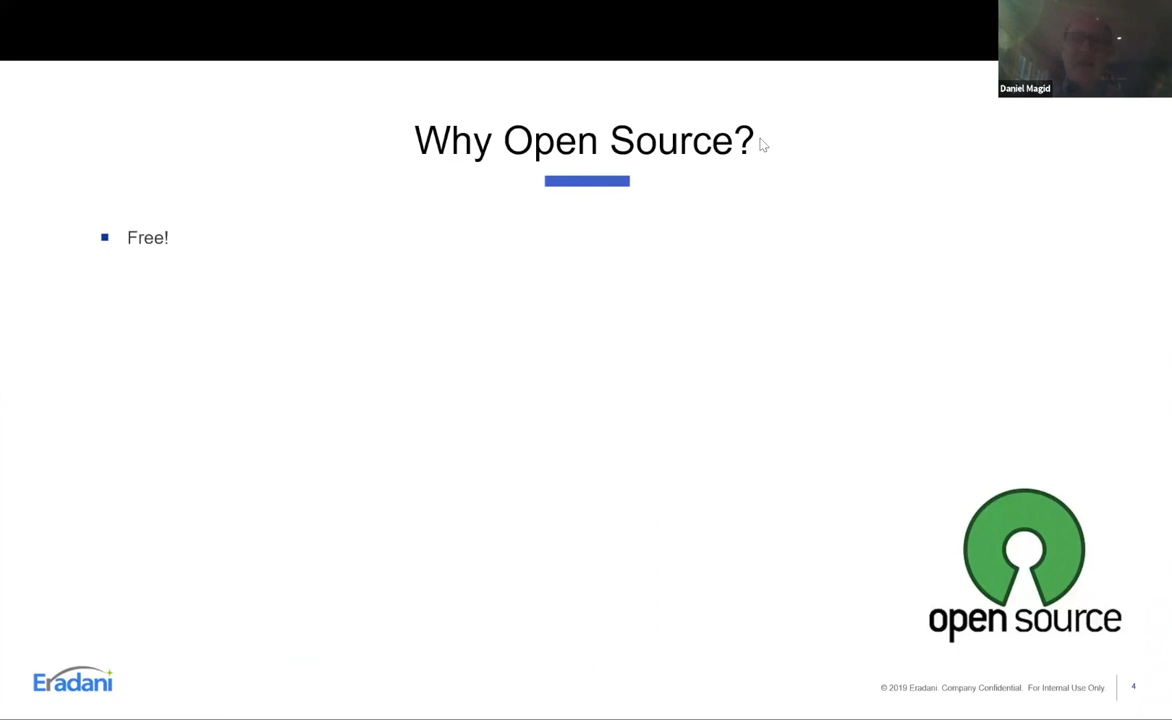 Daniel Magid
Why Open Source?
Free!
open source
Eradani
© 2019 Eradani. Company Confidential. For Internal Use Only.
4